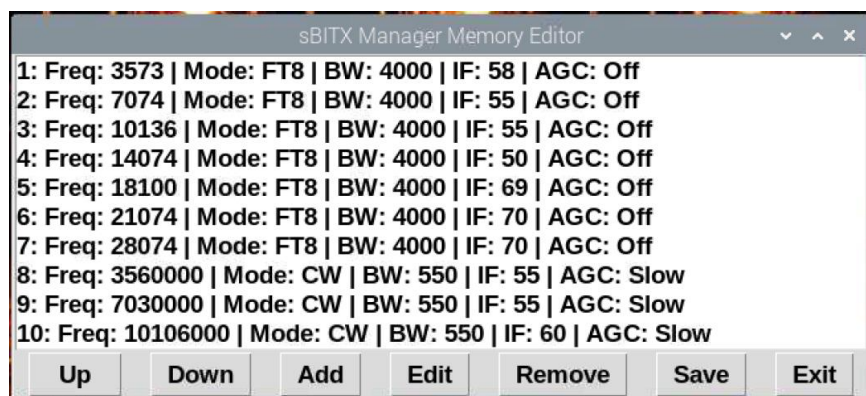 sBITX Manager Memory Editor
1: Freq: 3573 | Mode: FT8 | BW: 4000 | IF: 58 | AGC: Off
2: Freq: 7074 | Mode: FT8 | BW: 4000 | IF: 55 | AGC: Off
3: Freq: 10136 | Mode: FT8 | BW: 4000 | IF: 55 | AGC: Off
4: Freq: 14074 | Mode: FT8 | BW: 4000 | IF: 50 | AGC: Off
5: Freq: 18100 | Mode: FT8 | BW: 4000 | IF: 69 | AGC: Off
6: Freq: 21074 | Mode: FT8 | BW: 4000 | IF: 70 | AGC: Off
7: Freq: 28074 | Mode: FT8 | BW: 4000 | IF: 70 | AGC: Off
8: Freq: 3560000 | Mode: CW | BW: 550 | IF: 55 | AGC: Slow
9: Freq: 7030000 | Mode: CW | BW: 550 | IF: 55 | AGC: Slow
10: Freq: 10106000 | Mode: CW | BW: 550 | IF: 60 | AGC: Slow
Up Down Add Edit Remove Save Exit